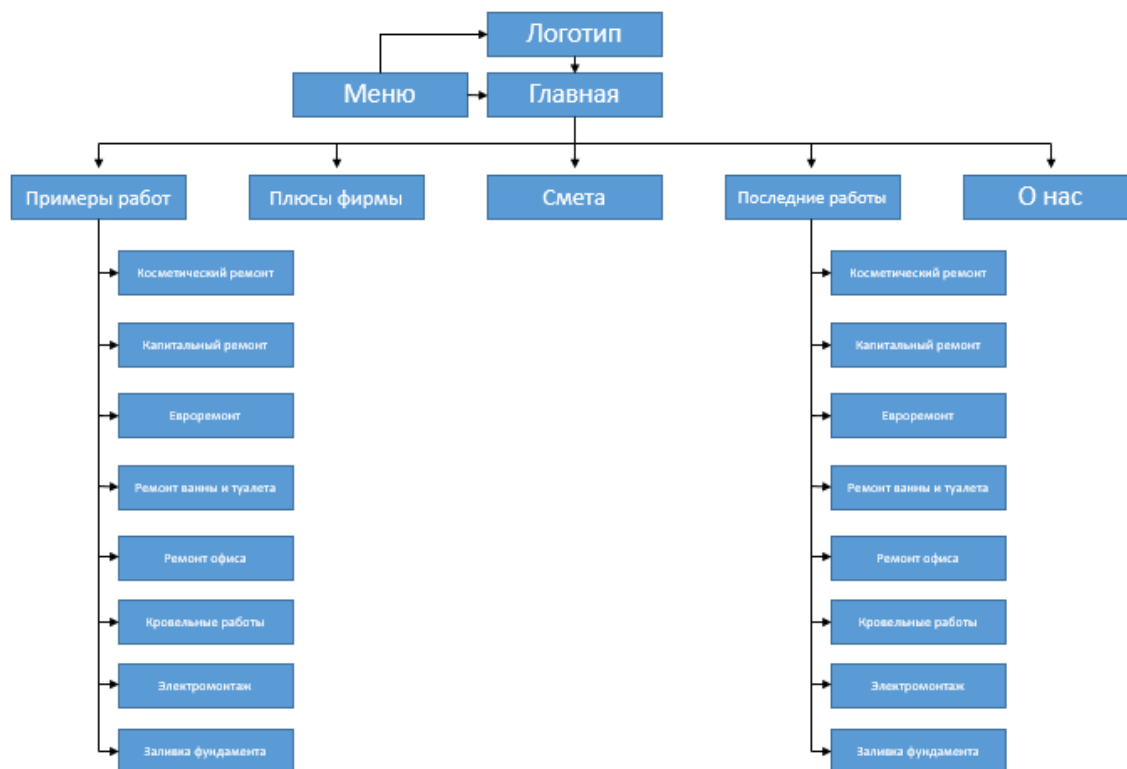 Логотип
Меню
Главная
Примеры работ
Плюсы фирмы
Смета
Последние работы
О нас
Косметический ремонт
Капитальный ремонт
Евроремонт
Ремонт ванны и туалета
Ремонт офиса
Кровельные работы
Электромонтаж
Заливка фундамента
Косметический ремонт
Капитальный ремонт
Евроремонт
Ремонт ванны и туалета
Ремонт офиса
Кровельные работы
Электромонтаж
Заливка фундамента